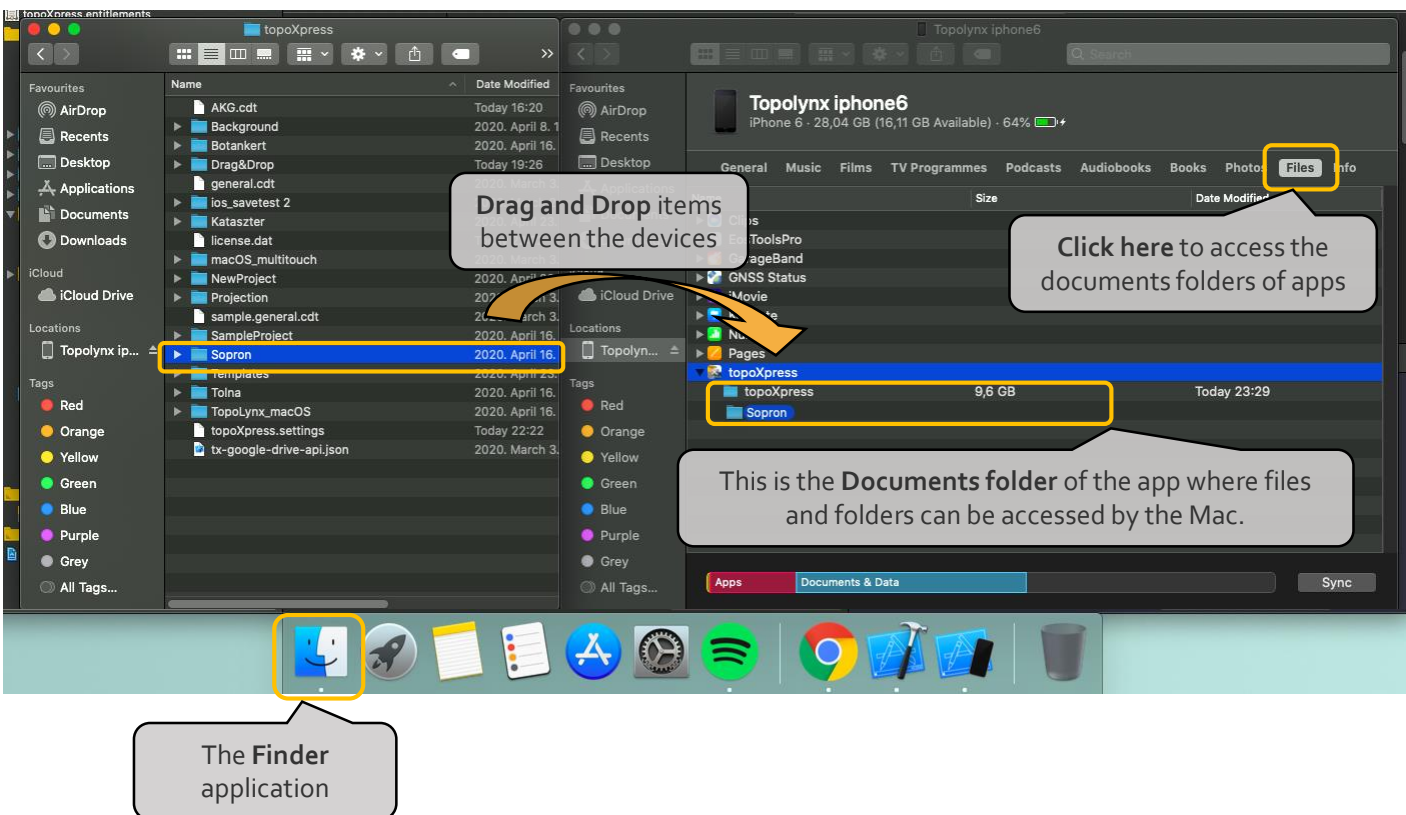 topoXpress.entitlements
topoXpress
Favourites
AirDrop
Recents
Desktop
Applications
Documents
Downloads
iCloud
iCloud Drive
Locations
Topolynx ip...
Tags
Red
Orange
Yellow
Green
Blue
Purple
Grey
All Tags...
Name Date Modified
AKG.cdt Today 16:20
Background 2020. April 8. 1
Botankert 2020. April 16.
Drag&Drop Today 19:26
general.cdt 2020. March 3.
ios_savetest 2
Kataszter
license.dat
macOS_multitouch
NewProject
Projection
sample.general.cdt
SampleProject 2020. April 16.
Sopron 2020. April 16.
Templates 2020. April 23.
Tolna 2020. April 16.
TopoLynx_macOS 2020. April 16.
topoXpress.settings Today 22:22
tx-google-drive-api.json 2020. March 3.
Drag and Drop items
between the devices
Topolynx iphone6
Search
Favourites
AirDrop
Recents
Desktop
Applications
iCloud Drive
Locations
Topolyn...
Tags
Red
Orange
Yellow
Green
Blue
Purple
Grey
All Tags...
Topolynx iphone6
iPhone 6 · 28,04 GB (16,11 GB Available) · 64%
General Music Films TV Programmes Podcasts Audiobooks Books Photos Files Info
Size Date Modified
Clips
EosToolsPro
GarageBand
GNSS Status
iMovie
Pages
topoXpress
topoXpress 9,6 GB Today 23:29
Sopron
Click here to access the
documents folders of apps
This is the Documents folder of the app where files
and folders can be accessed by the Mac.
Apps Documents & Data Sync
The Finder
application